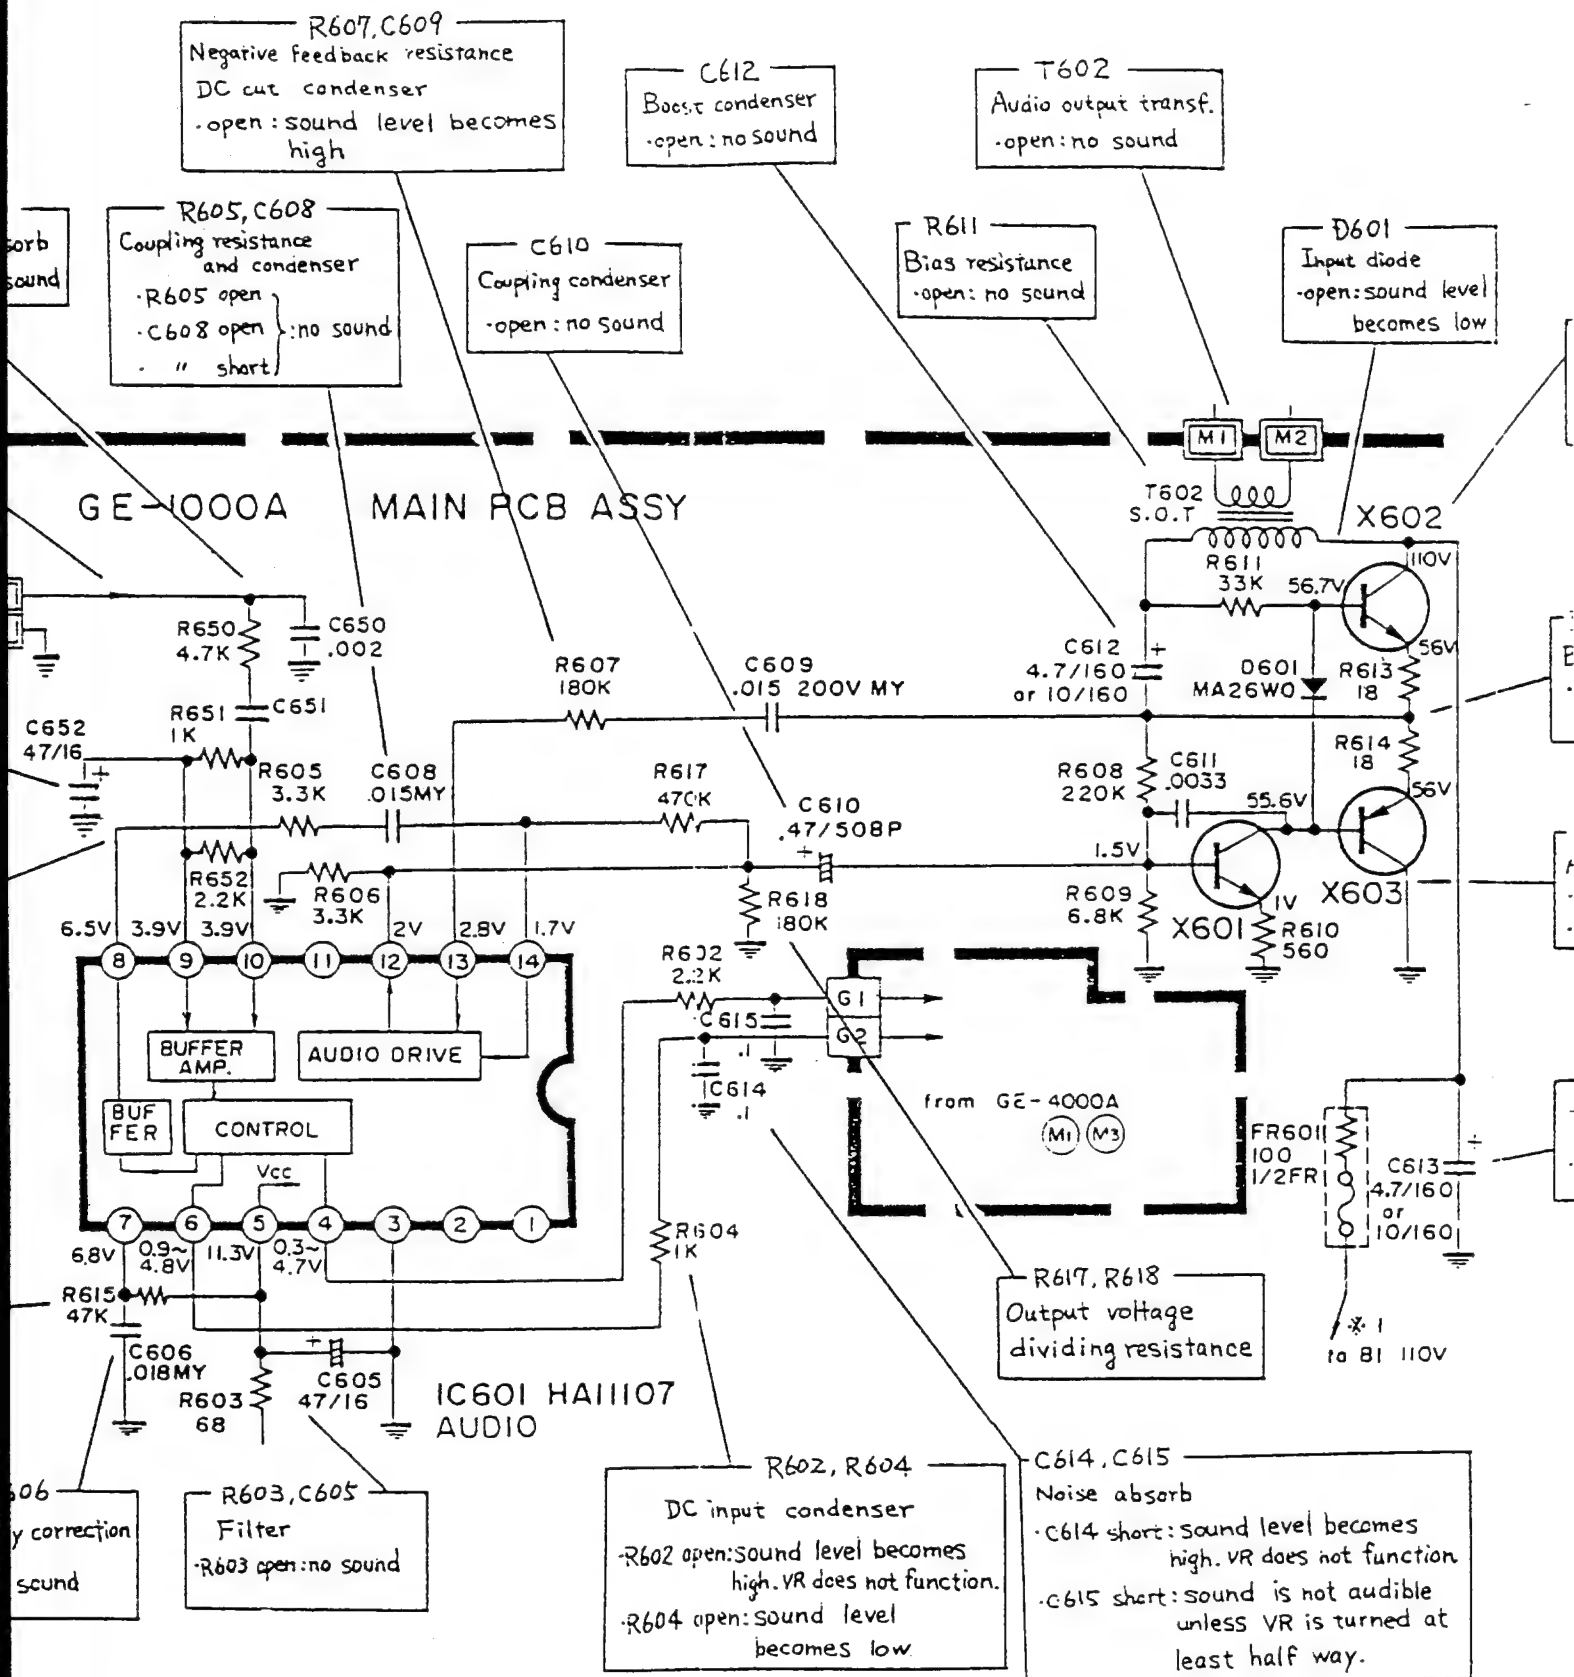 R607, C609
Negative feedback resistance
DC cut condenser
·open : sound level becomes
high
C612
Boost condenser
·open : no sound
T602
Audio output transf.
·open : no sound
sorb
sound
R605, C608
Coupling resistance
and condenser
·R605 open
·C608 open } : no sound
· " short
C610
Coupling condenser
·open : no sound
R611
Bias resistance
·open : no sound
D601
Input diode
·open : sound level
becomes low
M1
M2
GE-1000A MAIN PCB ASSY
T602
S.O.T
X602
110V
R611
33K
56.7V
R650
4.7K
C650
.002
R607
180K
C609
.015 200V MY
C612
4.7/160
or 10/160
+
D601
MA26WO
56V
R613
18
C652
47/16
+
R651
1K
C651
R605
3.3K
C608
.015MY
R617
470K
C610
.47/508P
+
R608
220K
C611
.0033
55.6V
R614
18
56V
R652
2.2K
R606
3.3K
R618
180K
1.5V
R609
6.8K
X601
1V
R610
560
X603
6.5V
3.9V
3.9V
2V
2.8V
1.7V
8
9
10
11
12
13
14
R602
2.2K
C615
.1
G1
G2
C614
.1
BUFFER
AMP.
AUDIO DRIVE
BUF
FER
CONTROL
Vcc
from GE-4000A
M1
M3
FR601
100
1/2FR
C613
4.7/160
or
10/160
+
7
6
5
4
3
2
1
6.8V
0.9~
4.8V
11.3V
0.3~
4.7V
R604
1K
R615
47K
C606
.018MY
R603
68
+
C605
47/16
IC601 HA11107
AUDIO
R617, R618
Output voltage
dividing resistance
※1
to B1 110V
606
y correction
sound
R603, C605
Filter
·R603 open : no sound
R602, R604
DC input condenser
·R602 open : sound level becomes
high. VR does not function.
·R604 open : sound level
becomes low
C614, C615
Noise absorb
·C614 short : sound level becomes
high. VR does not function
·C615 short : sound is not audible
unless VR is turned at
least half way.